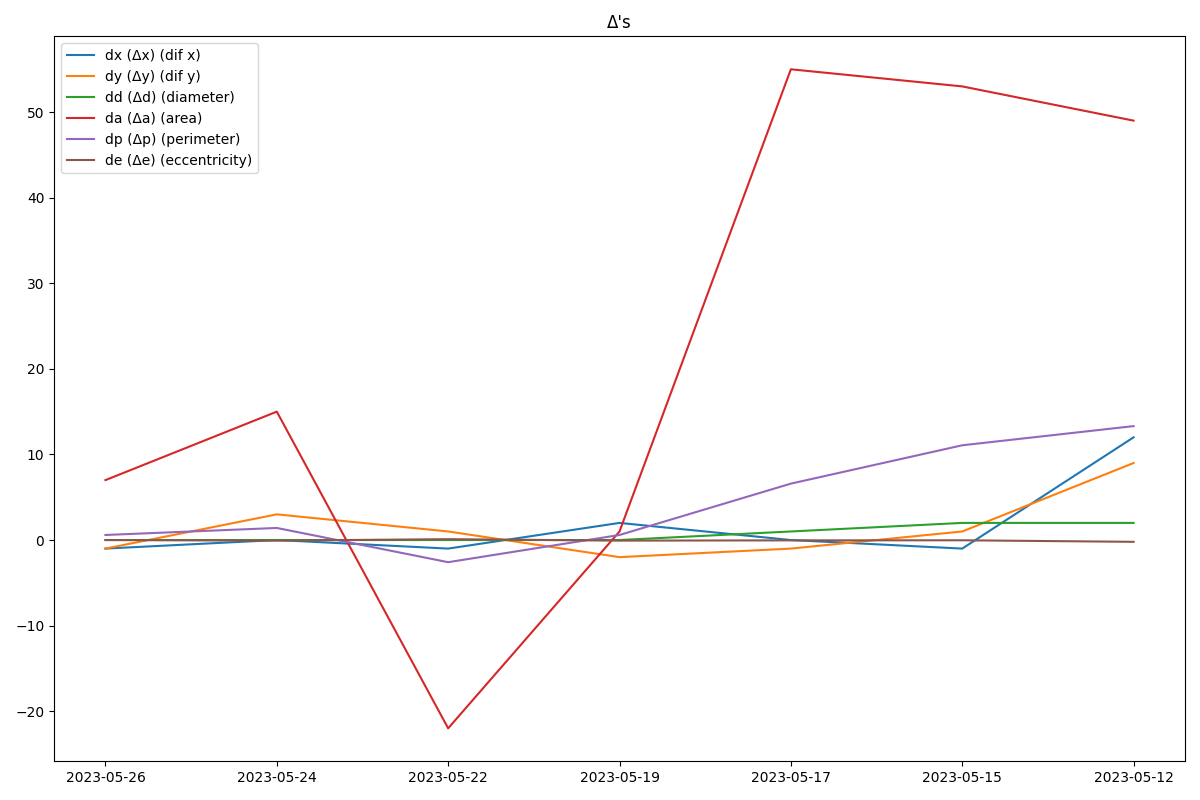 Δ's
dx (Δx) (dif x)
dy (Δy) (dif y)
dd (Δd) (diameter)
da (Δa) (area)
dp (Δp) (perimeter)
de (Δe) (eccentricity)
50
40
30
20
10
0
−10
−20
2023-05-26 2023-05-24 2023-05-22 2023-05-19 2023-05-17 2023-05-15 2023-05-12